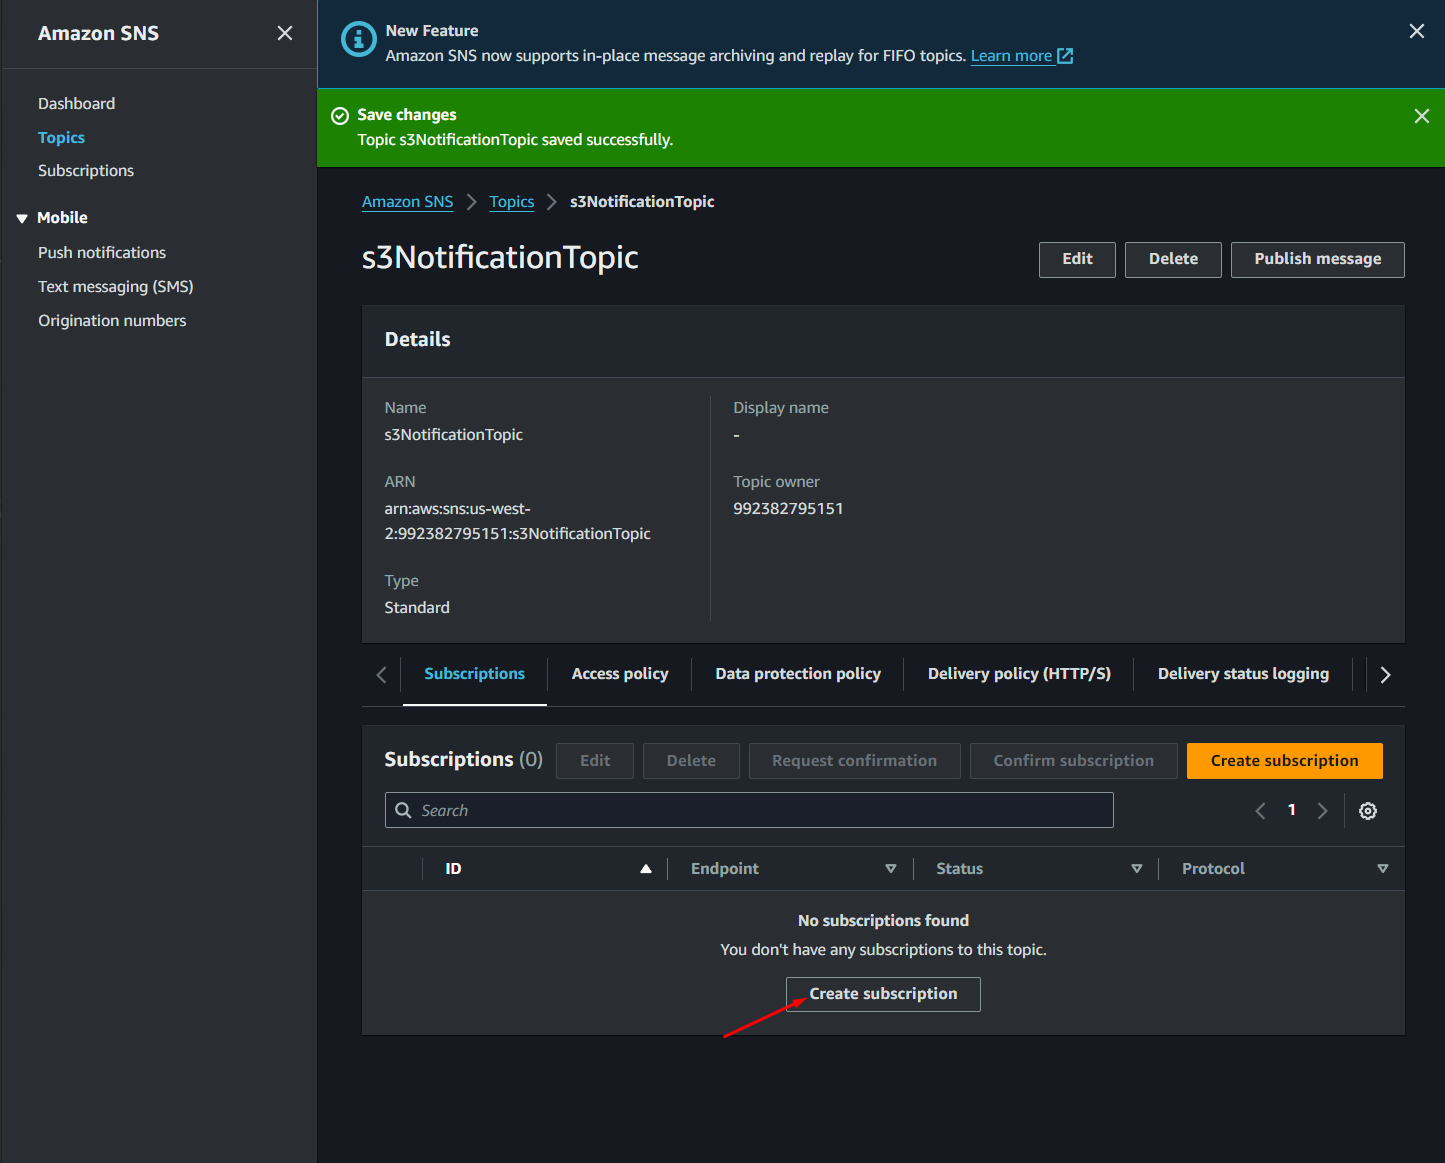 Amazon SNS
Dashboard
Topics
Subscriptions
Mobile
Push notifications
Text messaging (SMS)
Origination numbers
New Feature
Amazon SNS now supports in-place message archiving and replay for FIFO topics. Learn more
Save changes
Topic s3NotificationTopic saved successfully.
Amazon SNS > Topics > s3NotificationTopic
s3NotificationTopic
Edit
Delete
Publish message
Details
Name
s3NotificationTopic
ARN
arn:aws:sns:us-west-
2:992382795151:s3NotificationTopic
Type
Standard
Display name
-
Topic owner
992382795151
Subscriptions
Access policy
Data protection policy
Delivery policy (HTTP/S)
Delivery status logging
Subscriptions (0)
Edit
Delete
Request confirmation
Confirm subscription
Create subscription
Search
1
ID
Endpoint
Status
Protocol
No subscriptions found
You don't have any subscriptions to this topic.
Create subscription